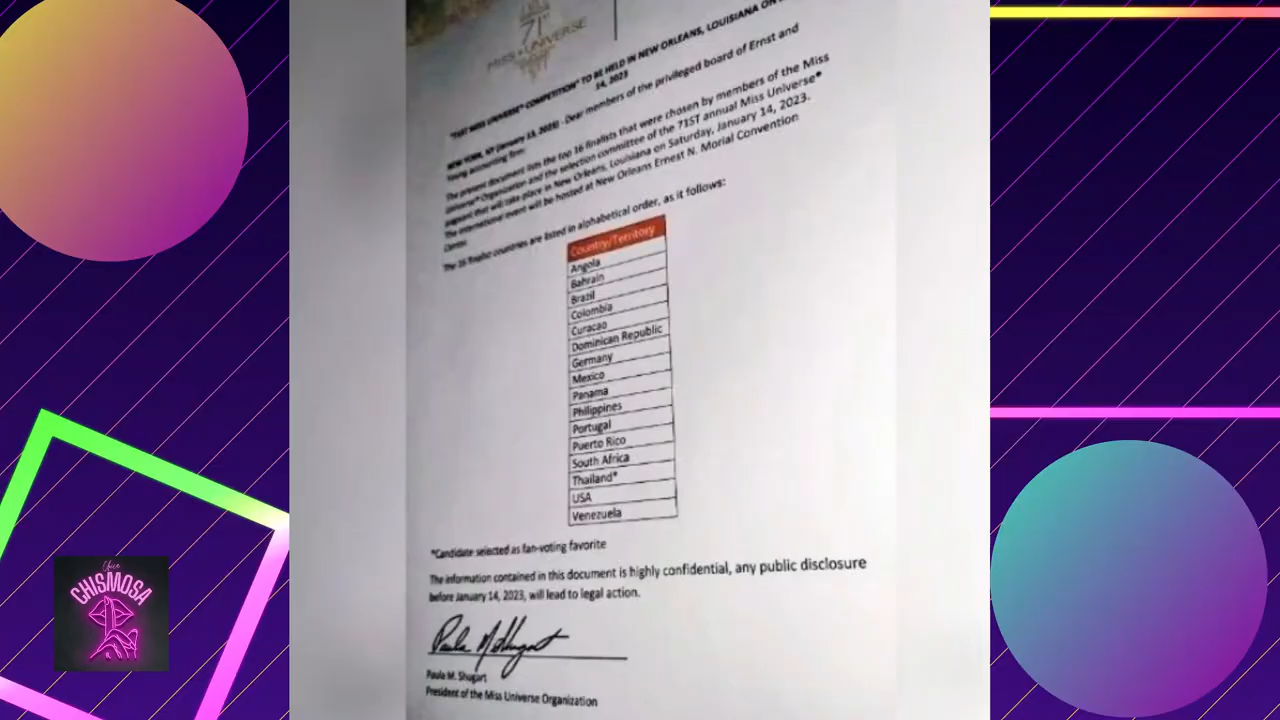 71ST
MISS UNIVERSE
"71ST MISS UNIVERSE® COMPETITION" TO BE HELD IN NEW ORLEANS, LOUISIANA ON
14, 2023
NEW YORK, NY (January 13, 2023) - Dear members of the privileged board of Ernst and
Young accounting firm:
The present document lists the top 16 finalists that were chosen by members of the Miss
Universe® Organization and the selection committee of the 71ST annual Miss Universe®
pageant that will take place in New Orleans, Louisiana on Saturday, January 14, 2023.
The international event will be hosted at New Orleans Ernest N. Morial Convention
Center.
The 16 finalist countries are listed in alphabetical order, as it follows:
Country/Territory
Angola
Bahrain
Brazil
Colombia
Curacao
Dominican Republic
Germany
Mexico
Panama
Philippines
Portugal
Puerto Rico
South Africa
Thailand*
USA
Venezuela
*Candidate selected as fan-voting favorite
The information contained in this document is highly confidential, any public disclosure
before January 14, 2023, will lead to legal action.
Paula M. Shugart
Paula M. Shugart
President of the Miss Universe Organization
CHISMOSA